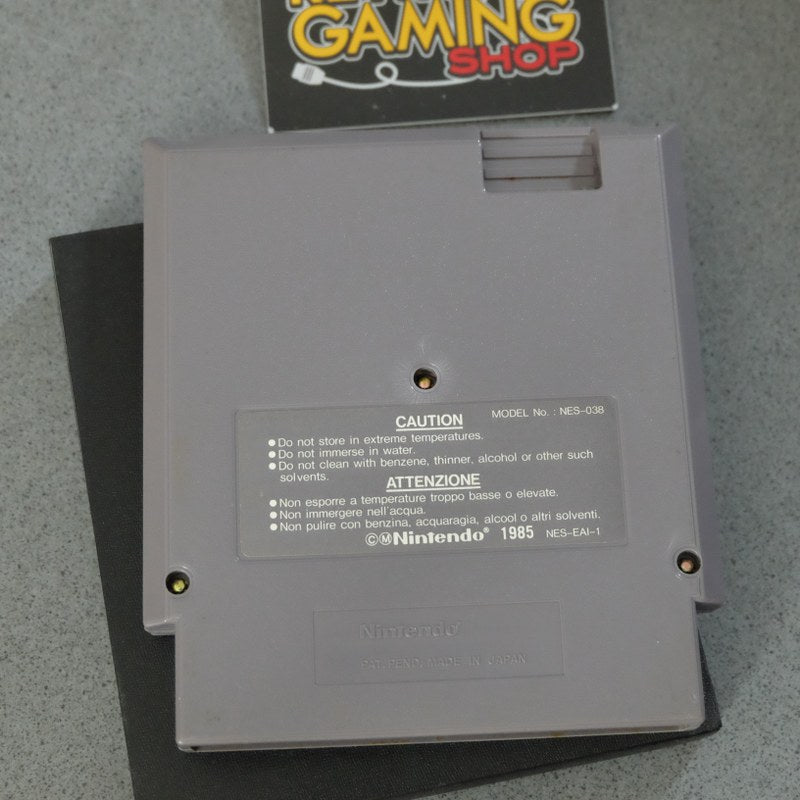 GAMING
SHOP
CAUTION MODEL No. : NES-038
●Do not store in extreme temperatures.
●Do not immerse in water.
●Do not clean with benzene, thinner, alcohol or other such
solvents.
ATTENZIONE
●Non esporre a temperature troppo basse o elevate.
●Non immergere nell'acqua.
●Non pulire con benzina, acquaragia, alcool o altri solventi.
©ⓂNintendo® 1985 NES-EAI-1
Nintendo®
PAT. PEND. MADE IN JAPAN